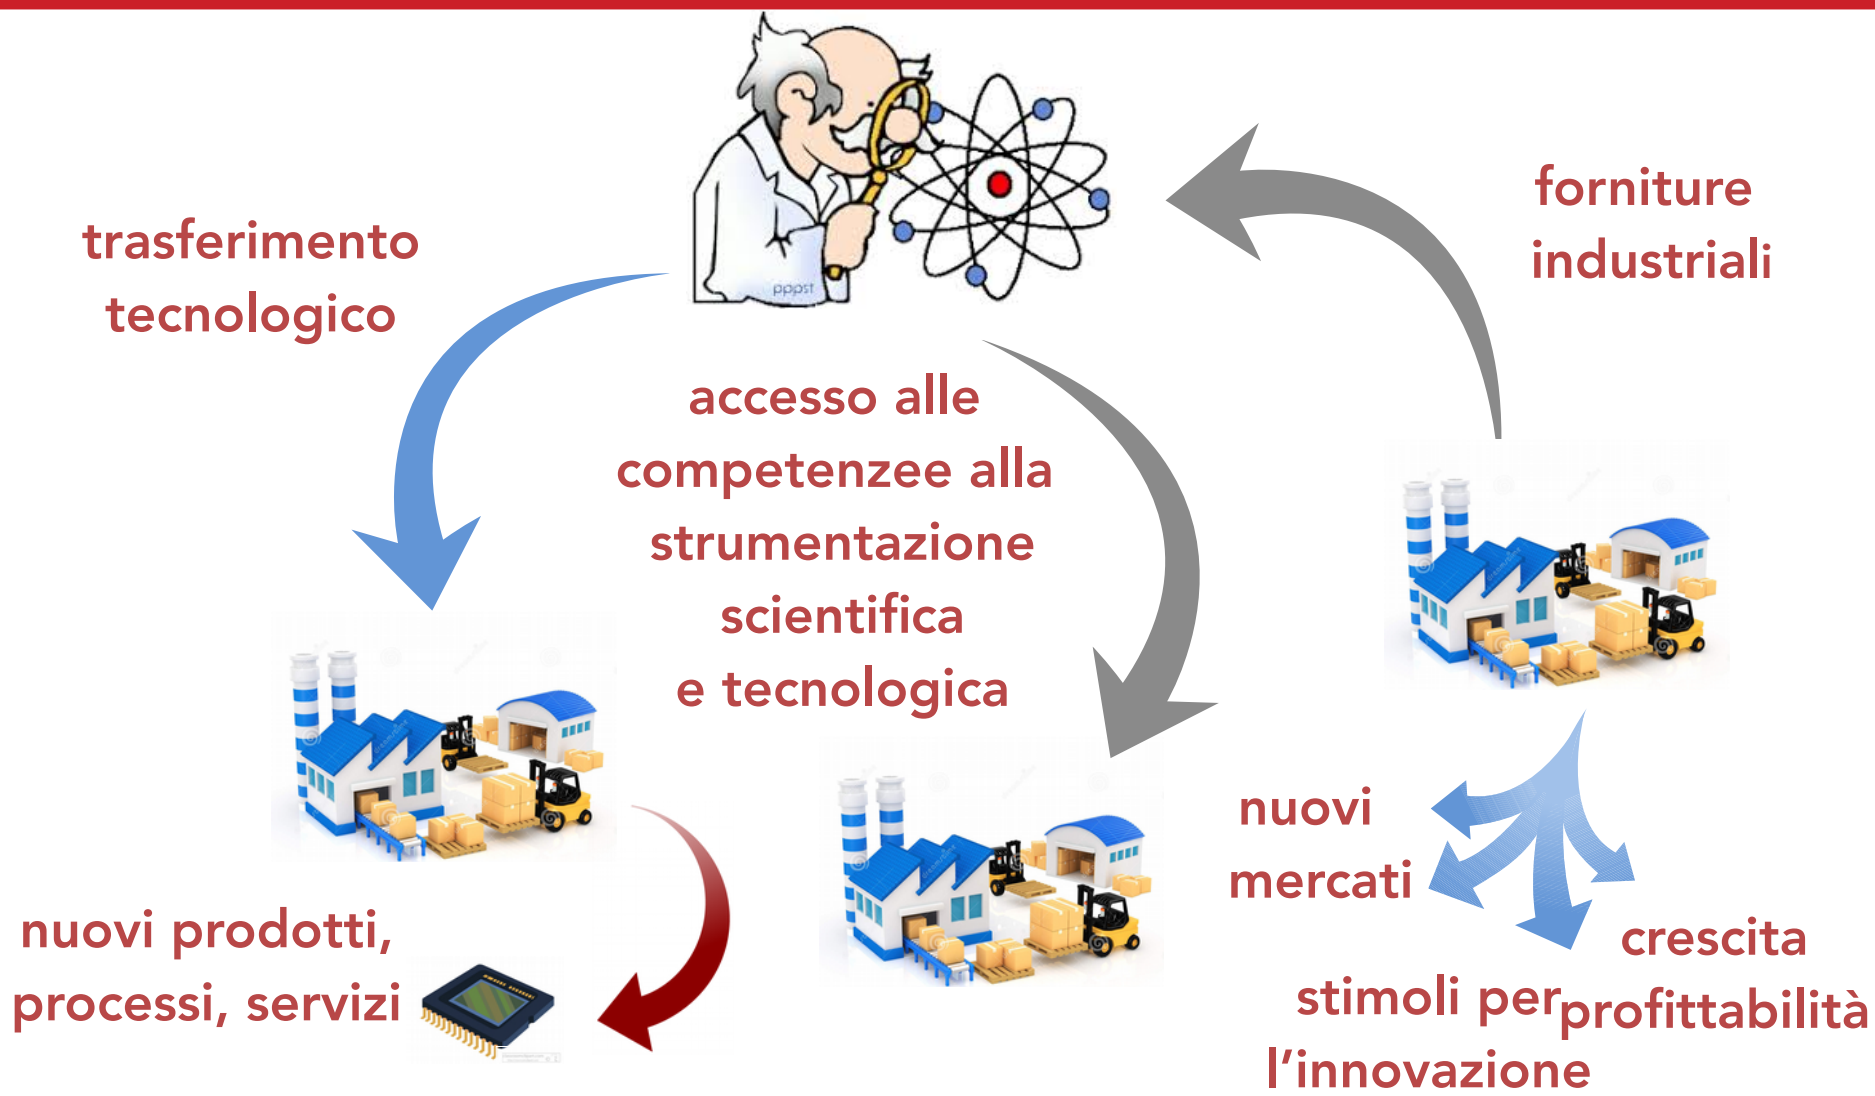 trasferimento
tecnologico
pppst
forniture
industriali
accesso alle
competenzee alla
strumentazione
scientifica
e tecnologica
nuovi prodotti,
processi, servizi
nuovi
mercati
crescita
profittabilità
stimoli per
l’innovazione